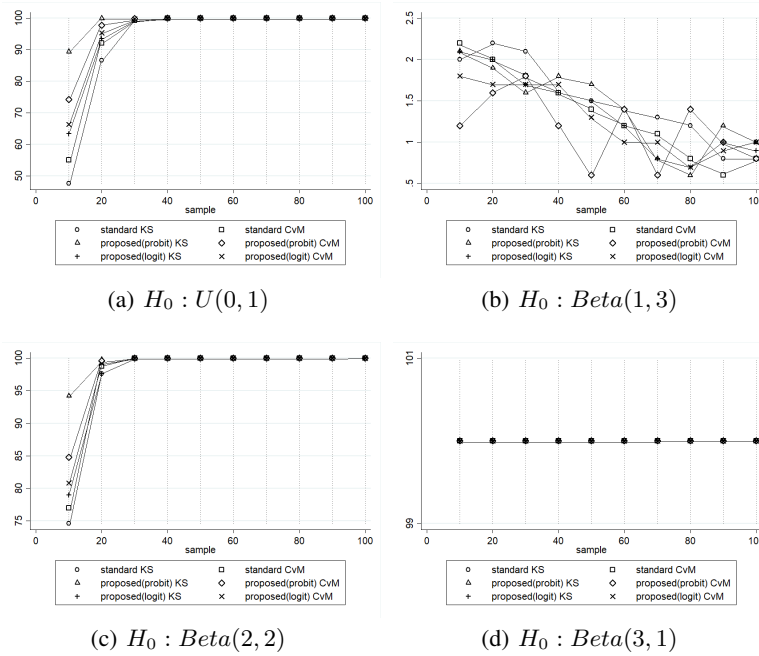 100
90
80
70
60
50
0 20 40 60 80 100
sample
standard KS standard CvM
proposed(probit) KS proposed(probit) CvM
proposed(logit) KS proposed(logit) CvM
(a) H₀ : U(0, 1)
2.5
2
1.5
1
.5
0 20 40 60 80 100
sample
standard KS standard CvM
proposed(probit) KS proposed(probit) CvM
proposed(logit) KS proposed(logit) CvM
(b) H₀ : Beta(1, 3)
100
95
90
85
80
75
0 20 40 60 80 100
sample
standard KS standard CvM
proposed(probit) KS proposed(probit) CvM
proposed(logit) KS proposed(logit) CvM
(c) H₀ : Beta(2, 2)
101
99
0 20 40 60 80 100
sample
standard KS standard CvM
proposed(probit) KS proposed(probit) CvM
proposed(logit) KS proposed(logit) CvM
(d) H₀ : Beta(3, 1)